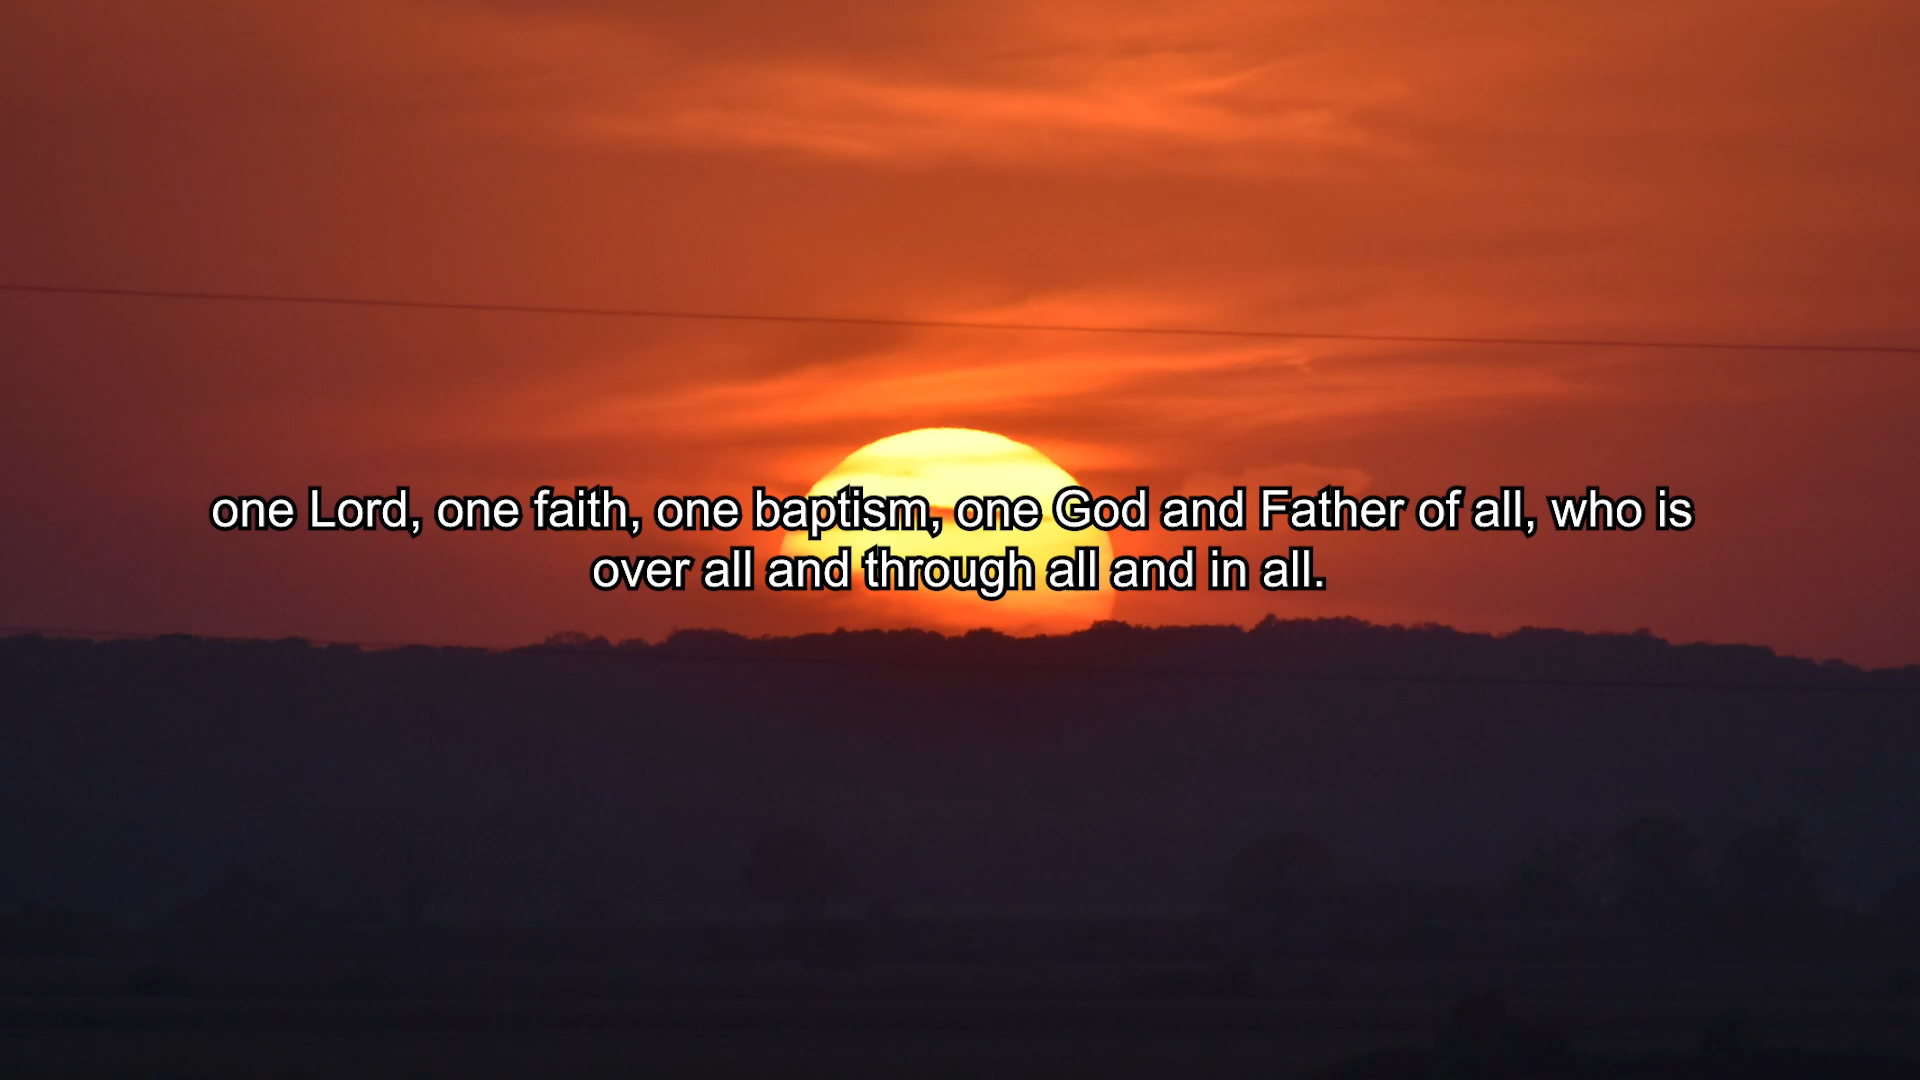 one Lord, one faith, one baptism, one God and Father of all, who is
over all and through all and in all.